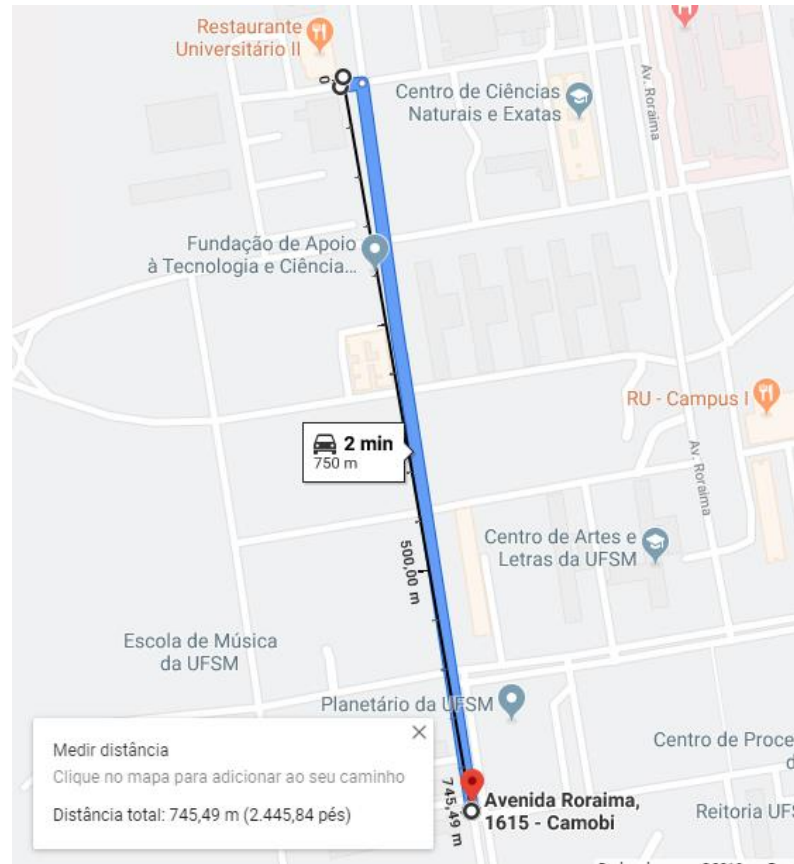 Restaurante
Universitário II
0
Centro de Ciências
Naturais e Exatas
Av. Roraima
Fundação de Apoio
à Tecnologia e Ciência...
RU - Campus I
2 min
750 m
Av. Roraima
500,00 m
Centro de Artes e
Letras da UFSM
Escola de Música
da UFSM
Planetário da UFSM
Medir distância
Clique no mapa para adicionar ao seu caminho
Distância total: 745,49 m (2.445,84 pés)
745,49 m
Avenida Roraima,
1615 - Camobi
Centro de Proce
d
Reitoria UFS